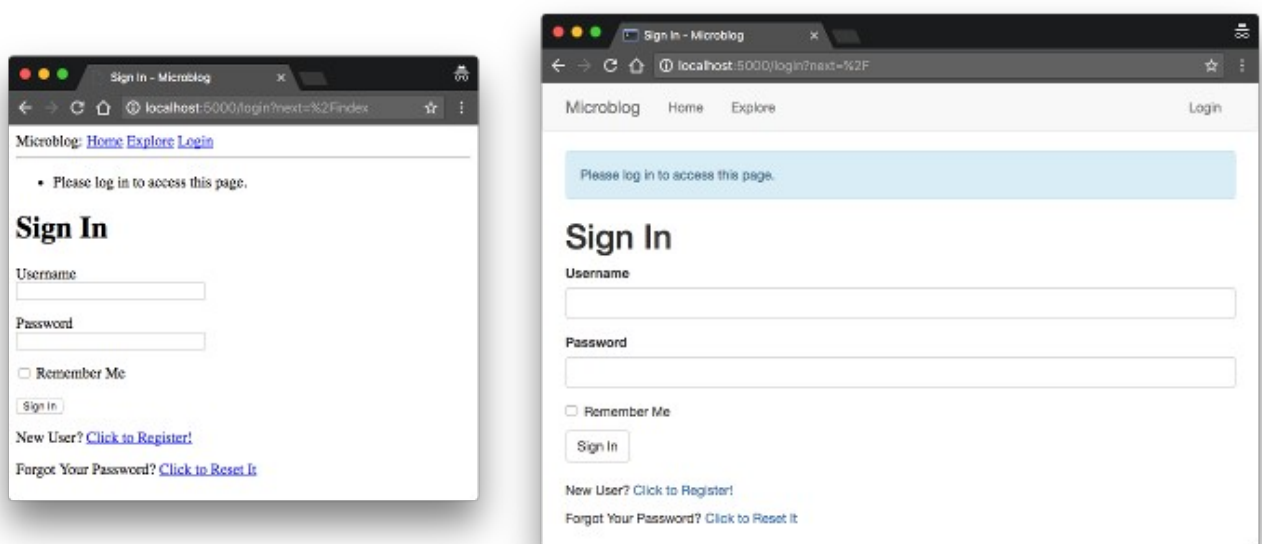 Sign In - Microblog
localhost:5000/login?next=%2Findex
Microblog: Home Explore Login
Please log in to access this page.
Sign In
Username
Password
Remember Me
Sign In
New User? Click to Register!
Forgot Your Password? Click to Reset It
Sign In - Microblog
localhost:5000/login?next=%2F
Microblog Home Explore Login
Please log in to access this page.
Sign In
Username
Password
Remember Me
Sign In
New User? Click to Register!
Forgot Your Password? Click to Reset It